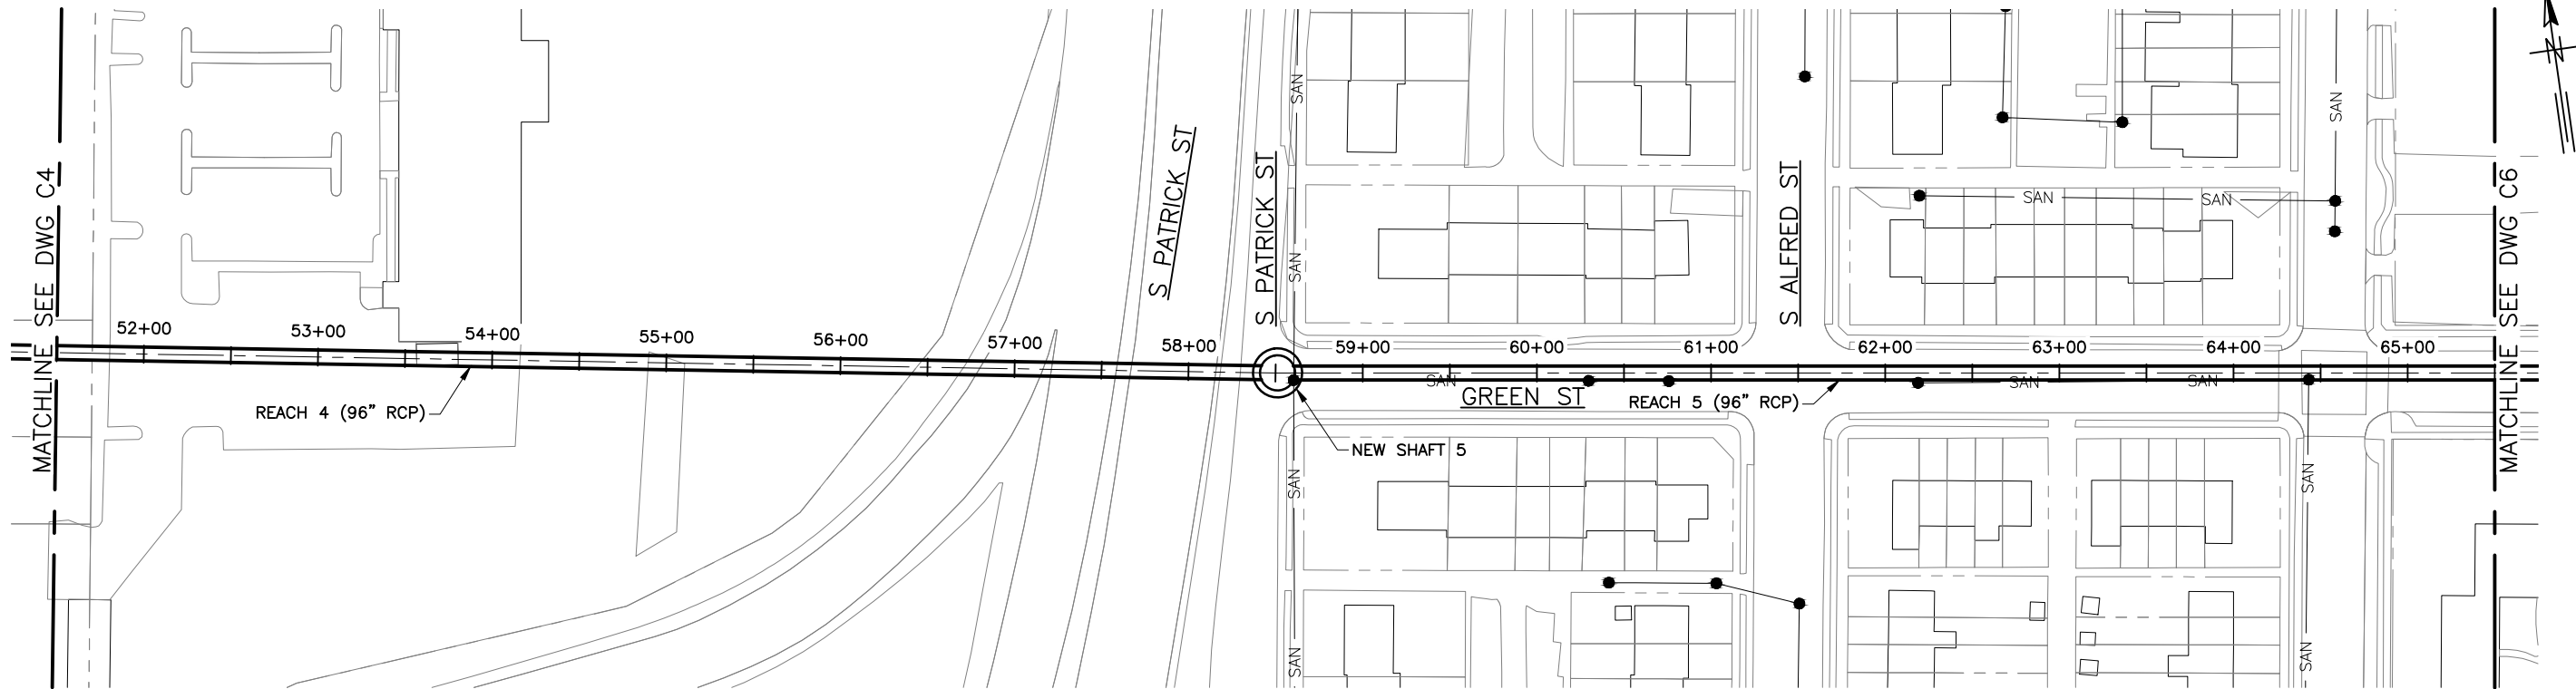 MATCHLINE SEE DWG C4
52+00
53+00
54+00
55+00
56+00
57+00
58+00
59+00
60+00
61+00
62+00
63+00
64+00
65+00
REACH 4 (96" RCP)
S PATRICK ST
S PATRICK ST
S ALFRED ST
GREEN ST
REACH 5 (96" RCP)
NEW SHAFT 5
SAN
SAN
SAN
SAN
SAN
SAN
SAN
SAN
SAN
SAN
SAN
SAN
MATCHLINE SEE DWG C6
N